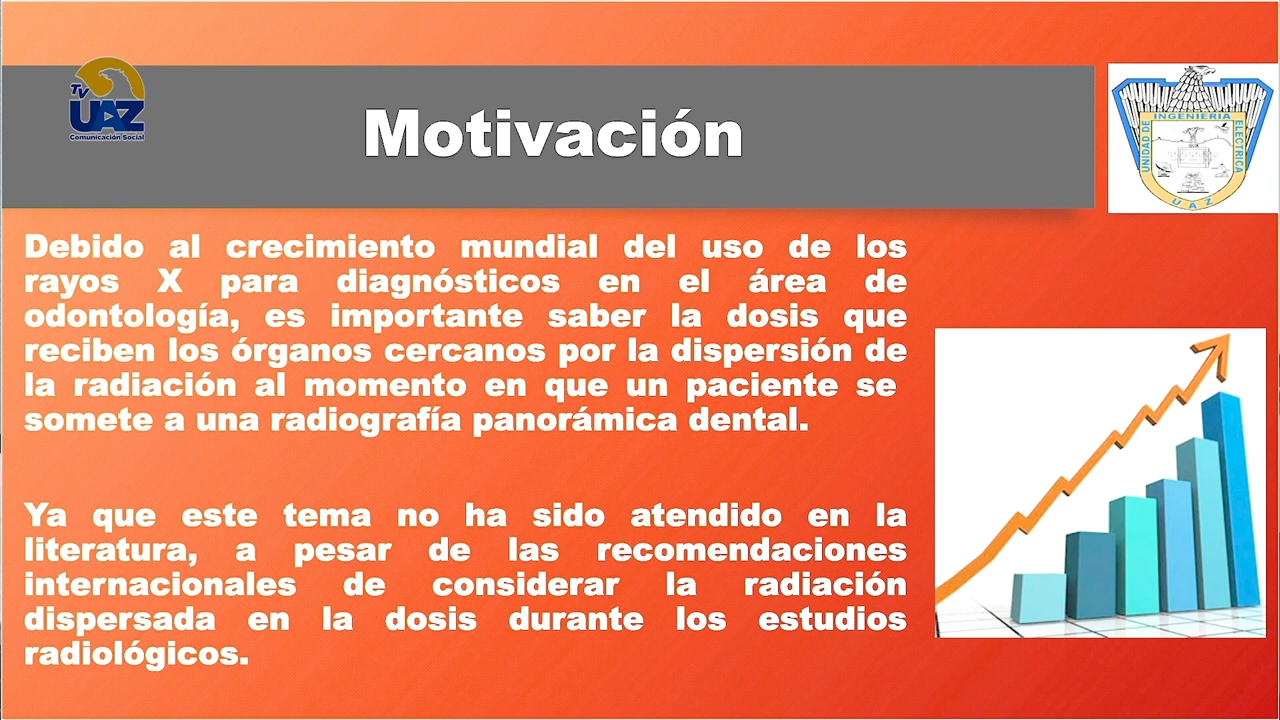 Tv
UAZ
Comunicación Social
Motivación
INGENIERIA
UNIDAD DE
ELECTRICA
UAZ
Debido al crecimiento mundial del uso de los
rayos X para diagnósticos en el área de
odontología, es importante saber la dosis que
reciben los órganos cercanos por la dispersión de
la radiación al momento en que un paciente se
somete a una radiografía panorámica dental.
Ya que este tema no ha sido atendido en la
literatura, a pesar de las recomendaciones
internacionales de considerar la radiación
dispersada en la dosis durante los estudios
radiológicos.